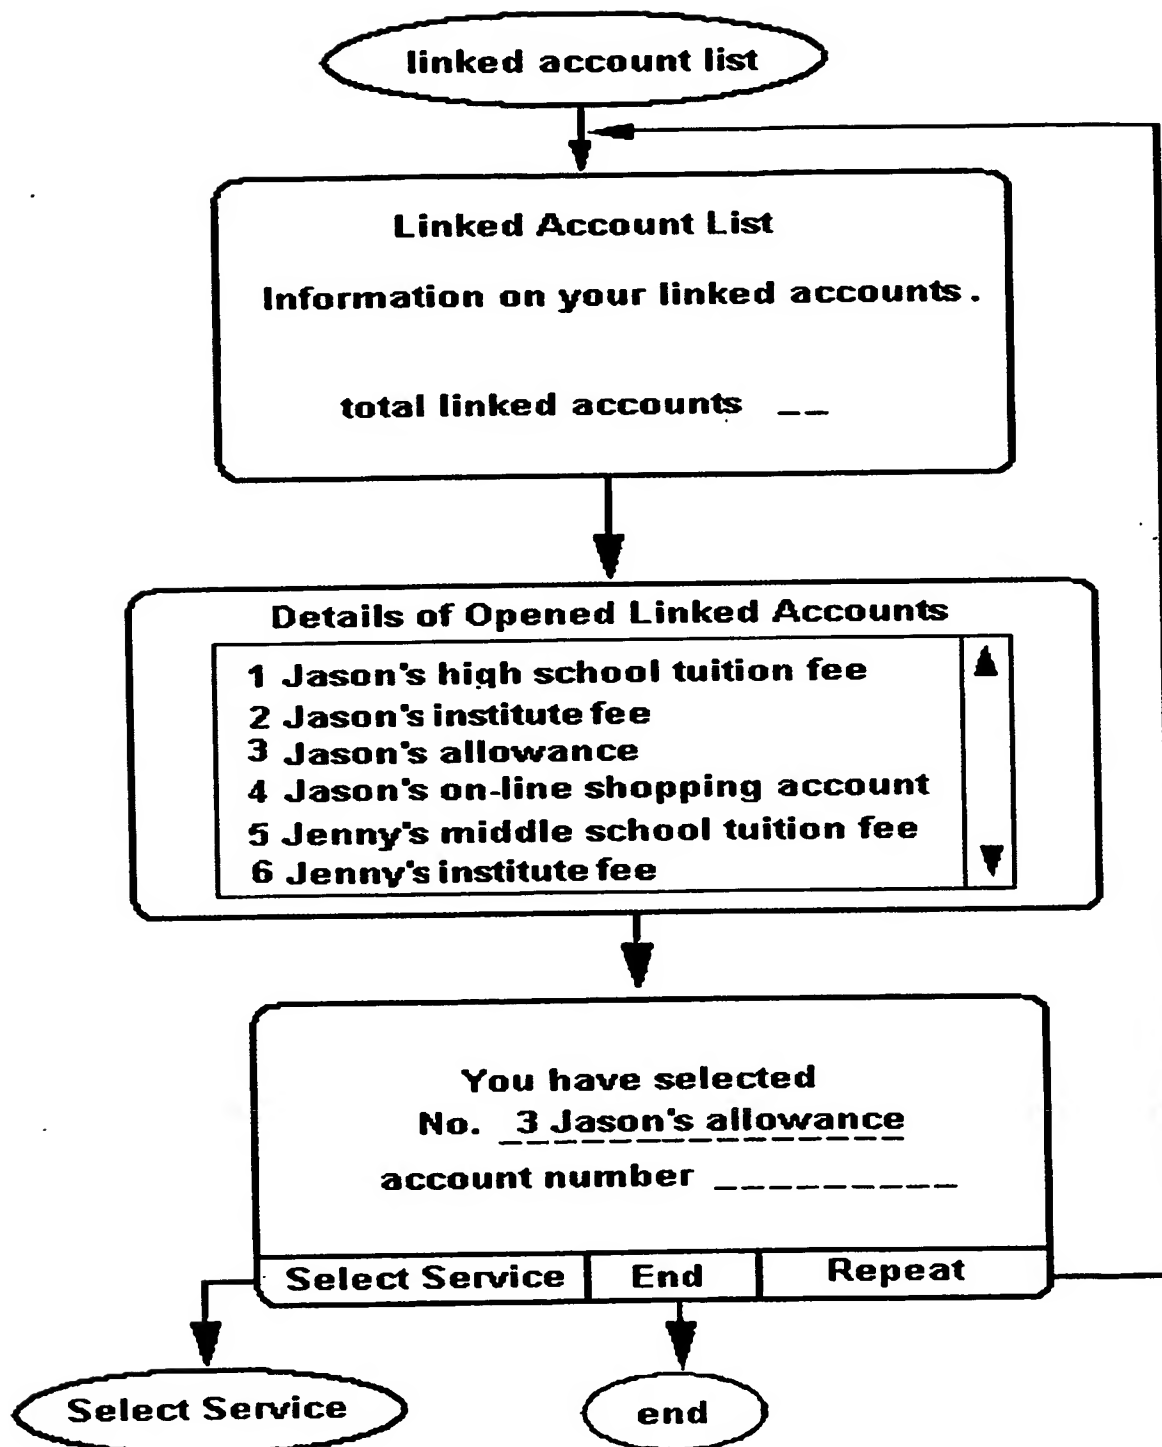 linked account list
Linked Account List
Information on your linked accounts.
total linked accounts __
Details of Opened Linked Accounts
1 Jason's high school tuition fee
2 Jason's institute fee
3 Jason's allowance
4 Jason's on-line shopping account
5 Jenny's middle school tuition fee
6 Jenny's institute fee
You have selected
No. 3 Jason's allowance
account number _________
Select Service End Repeat
Select Service end